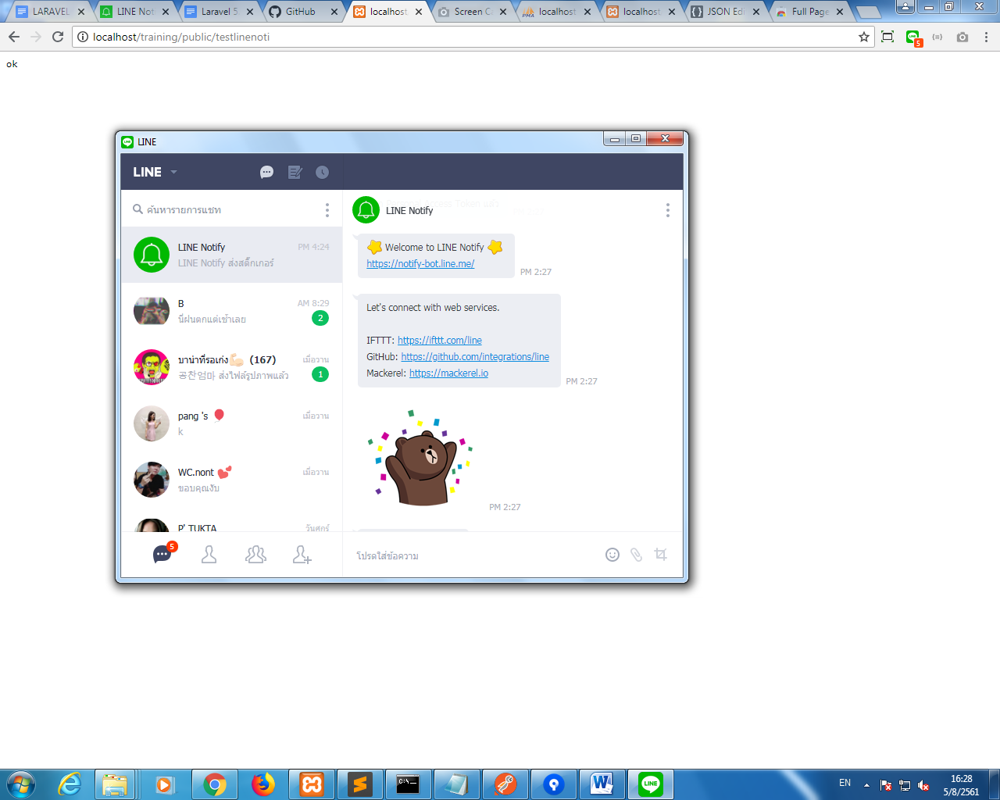 LARAVEL
LINE Not
Laravel 5
GitHub
localhost
Screen C
localhost
localhost
JSON Edi
Full Page
localhost/training/public/testlinenoti
5
ok
LINE
LINE
ค้นหารายการแชท
LINE Notify
PM 4:24
LINE Notify ส่งสติ๊กเกอร์
B
AM 8:29
นี่ฝนตกแต่เช้าเลย
2
บาน่าที่รอเก่ง (167)
เมื่อวาน
공찬엄마 ส่งไฟล์รูปภาพแล้ว
1
pang 's
เมื่อวาน
k
WC.nont
เมื่อวาน
ขอบคุณงับ
P' TUKTA
วันศุกร์
5
LINE Notify
Welcome to LINE Notify
https://notify-bot.line.me/
PM 2:27
Let's connect with web services.
IFTTT: https://ifttt.com/line
GitHub: https://github.com/integrations/line
Mackerel: https://mackerel.io
PM 2:27
PM 2:27
โปรดใส่ข้อความ
EN
16:28
5/8/2561